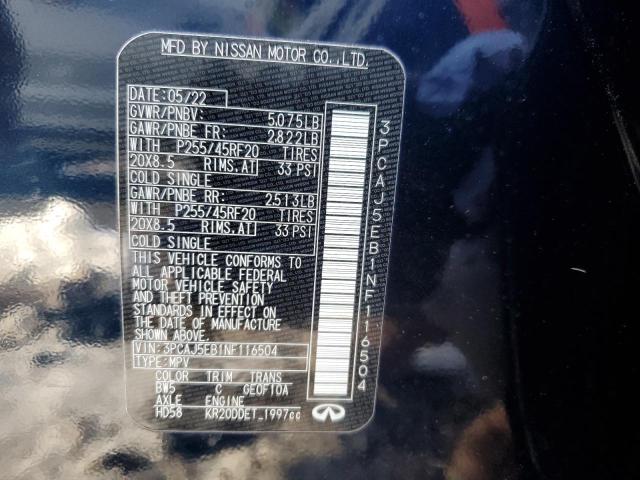 MFD BY NISSAN MOTOR CO.,LTD.
DATE: 05/22
GVWR/PNBV: 5075LB
GAWR/PNBE FR: 2822LB
WITH P255/45RF20 TIRES
20X8.5 RIMS.AT 33 PSI
COLD SINGLE
GAWR/PNBE RR: 2513LB
WITH P255/45RF20 TIRES
20X8.5 RIMS.AT 33 PSI
COLD SINGLE
THIS VEHICLE CONFORMS TO
ALL APPLICABLE FEDERAL
MOTOR VEHICLE SAFETY
AND THEFT PREVENTION
STANDARDS IN EFFECT ON
THE DATE OF MANUFACTURE
SHOWN ABOVE.
VIN: 3PCAJ5EB1NF116504
TYPE: MPV
COLOR TRIM TRANS
BW5 C GE0F10A
AXLE ENGINE
HD58 KR20DDET 1997cc
3PCAJ5EB1NF116504